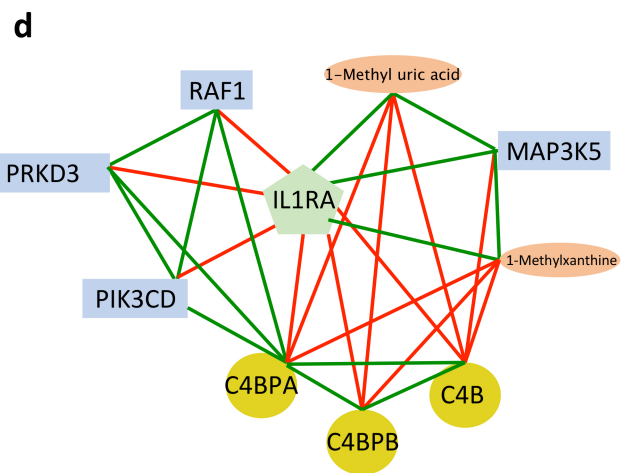 d
1-Methyl uric acid
RAF1
MAP3K5
PRKD3
IL1RA
1-Methylxanthine
PIK3CD
C4BPA
C4B
C4BPB